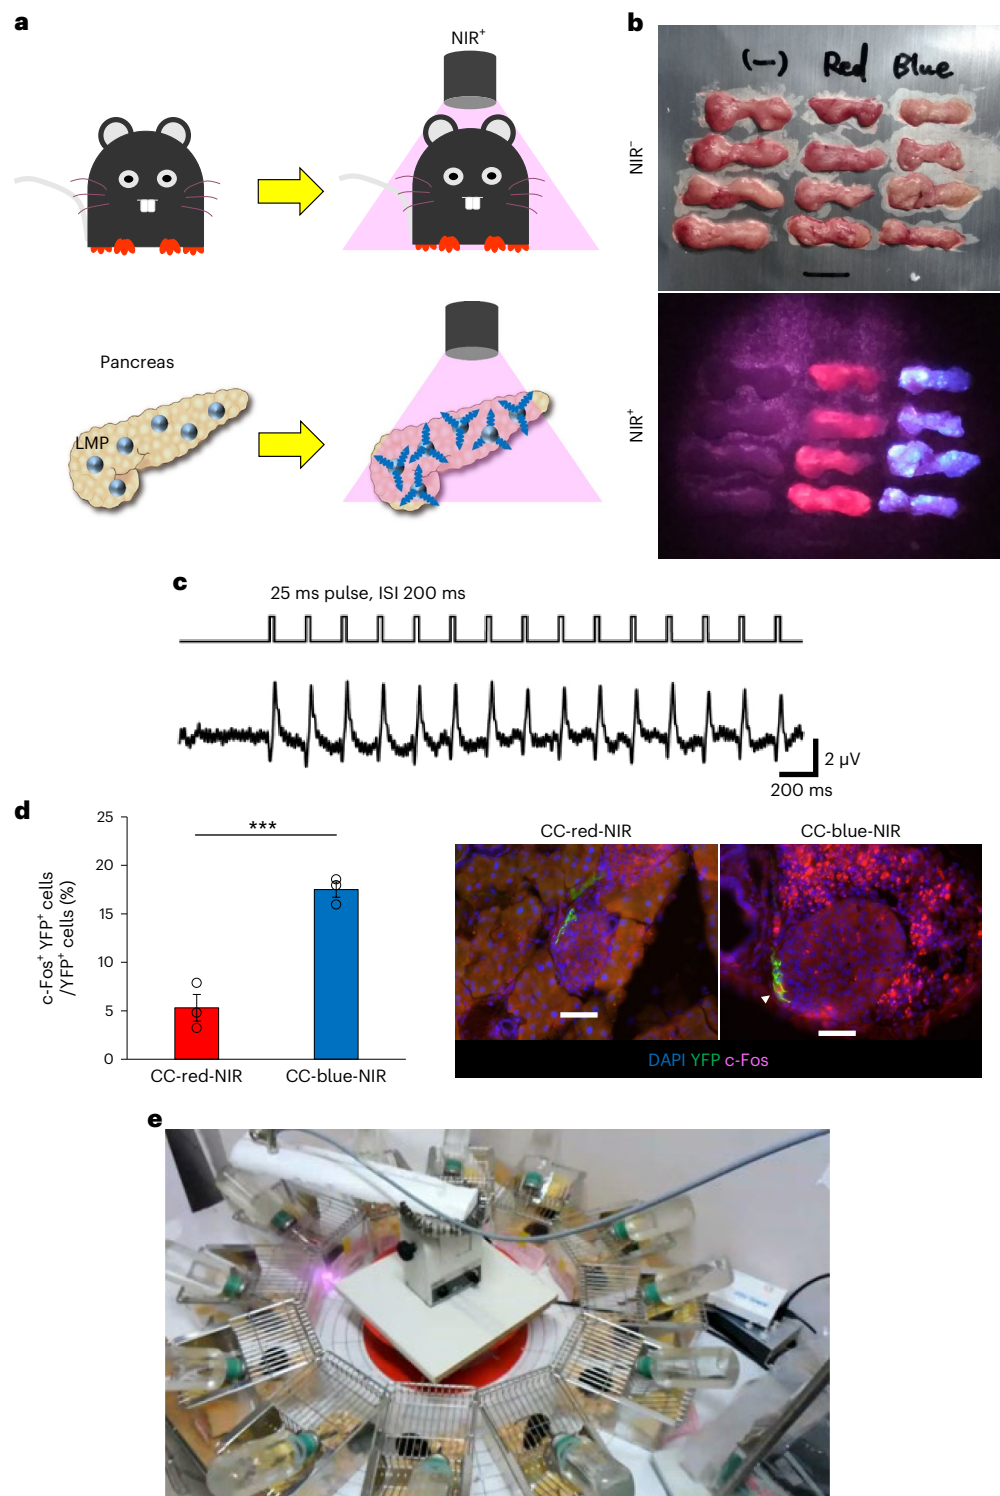 a
NIR⁺
Pancreas
LMP
b
(−) Red Blue
NIR⁻
NIR⁺
c
25 ms pulse, ISI 200 ms
2 µV
200 ms
d
25
20
15
10
5
0
c-Fos⁺ YFP⁺ cells
/YFP⁺ cells (%)
***
CC-red-NIR
CC-blue-NIR
CC-red-NIR
CC-blue-NIR
DAPI YFP c-Fos
e